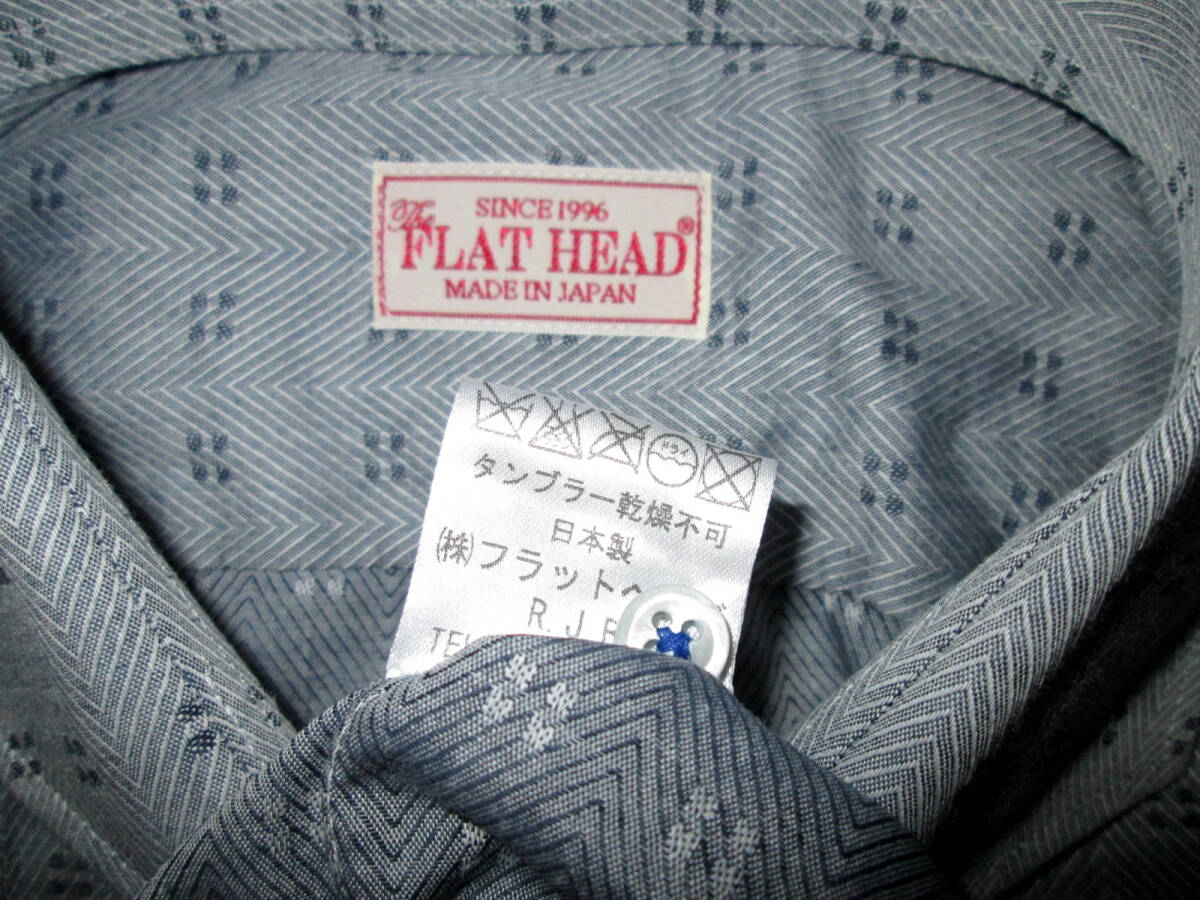 SINCE 1996
The
FLAT HEAD®
MADE IN JAPAN
タンブラー乾燥不可
日本製
(株)フラットヘ
R.J
TEL